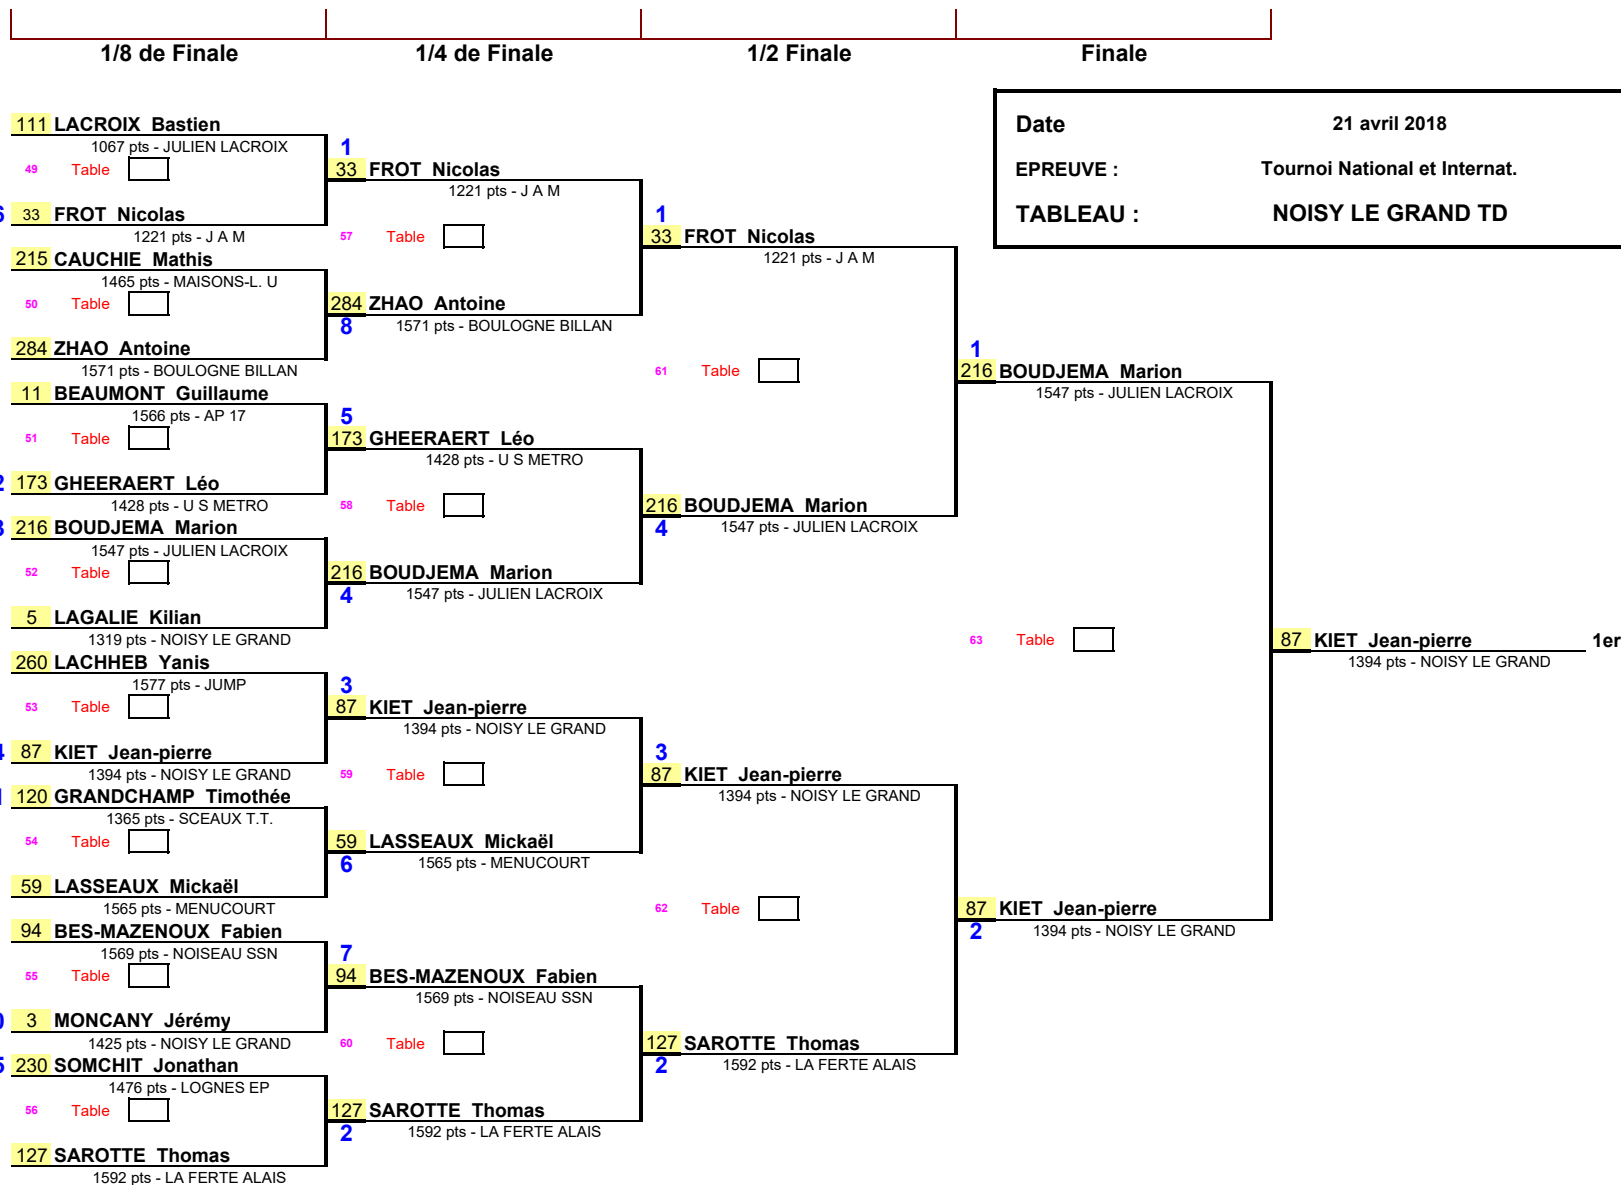 1/8 de Finale 1/4 de Finale 1/2 Finale Finale
Date 21 avril 2018
EPREUVE : Tournoi National et Internat.
TABLEAU : NOISY LE GRAND TD
111 LACROIX Bastien
1067 pts - JULIEN LACROIX
49 Table
33 FROT Nicolas
1221 pts - J A M
215 CAUCHIE Mathis
1465 pts - MAISONS-L. U
50 Table
284 ZHAO Antoine
1571 pts - BOULOGNE BILLAN
11 BEAUMONT Guillaume
1566 pts - AP 17
51 Table
173 GHEERAERT Léo
1428 pts - U S METRO
216 BOUDJEMA Marion
1547 pts - JULIEN LACROIX
52 Table
5 LAGALIE Kilian
1319 pts - NOISY LE GRAND
260 LACHHEB Yanis
1577 pts - JUMP
53 Table
87 KIET Jean-pierre
1394 pts - NOISY LE GRAND
120 GRANDCHAMP Timothée
1365 pts - SCEAUX T.T.
54 Table
59 LASSEAUX Mickaël
1565 pts - MENUCOURT
94 BES-MAZENOUX Fabien
1569 pts - NOISEAU SSN
55 Table
3 MONCANY Jérémy
1425 pts - NOISY LE GRAND
230 SOMCHIT Jonathan
1476 pts - LOGNES EP
56 Table
127 SAROTTE Thomas
1592 pts - LA FERTE ALAIS
1
33 FROT Nicolas
1221 pts - J A M
57 Table
284 ZHAO Antoine
8 1571 pts - BOULOGNE BILLAN
5
173 GHEERAERT Léo
1428 pts - U S METRO
58 Table
216 BOUDJEMA Marion
4 1547 pts - JULIEN LACROIX
3
87 KIET Jean-pierre
1394 pts - NOISY LE GRAND
59 Table
59 LASSEAUX Mickaël
6 1565 pts - MENUCOURT
7
94 BES-MAZENOUX Fabien
1569 pts - NOISEAU SSN
60 Table
127 SAROTTE Thomas
2 1592 pts - LA FERTE ALAIS
1
33 FROT Nicolas
1221 pts - J A M
61 Table
216 BOUDJEMA Marion
4 1547 pts - JULIEN LACROIX
3
87 KIET Jean-pierre
1394 pts - NOISY LE GRAND
62 Table
127 SAROTTE Thomas
2 1592 pts - LA FERTE ALAIS
1
216 BOUDJEMA Marion
1547 pts - JULIEN LACROIX
63 Table
87 KIET Jean-pierre
2 1394 pts - NOISY LE GRAND
87 KIET Jean-pierre 1er
1394 pts - NOISY LE GRAND